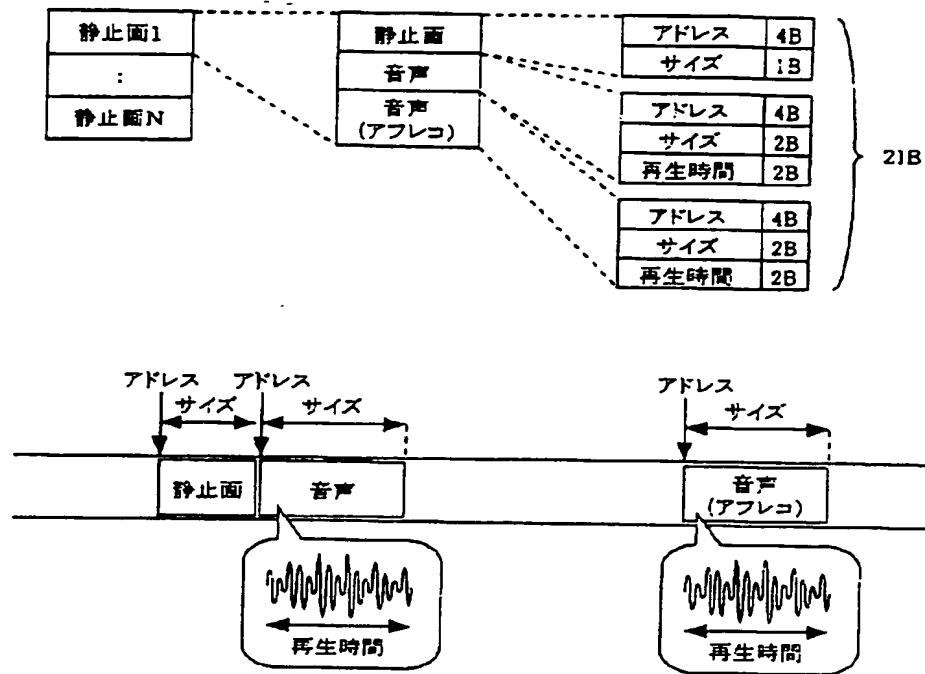 静止画1
:
静止画N
静止画
音声
音声
(アフレコ)
アドレス 4B
サイズ 1B
アドレス 4B
サイズ 2B
再生時間 2B
アドレス 4B
サイズ 2B
再生時間 2B
21B
アドレス アドレス
サイズ サイズ
静止画 音声
再生時間
アドレス
サイズ
音声
(アフレコ)
再生時間